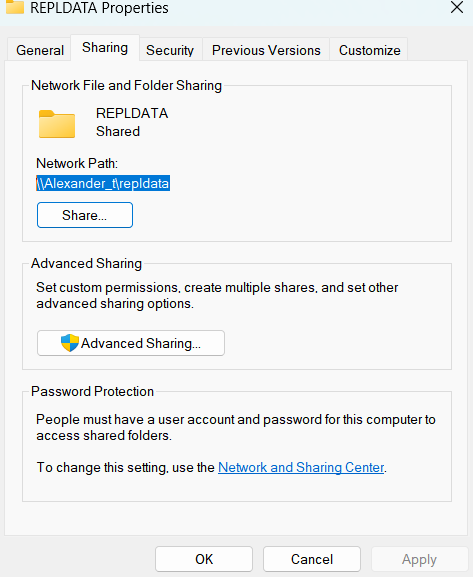 REPLDATA Properties
General Sharing Security Previous Versions Customize
Network File and Folder Sharing
REPLDATA
Shared
Network Path:
\\Alexander_t\repldata
Share...
Advanced Sharing
Set custom permissions, create multiple shares, and set other
advanced sharing options.
Advanced Sharing...
Password Protection
People must have a user account and password for this computer to
access shared folders.
To change this setting, use the Network and Sharing Center.
OK Cancel Apply